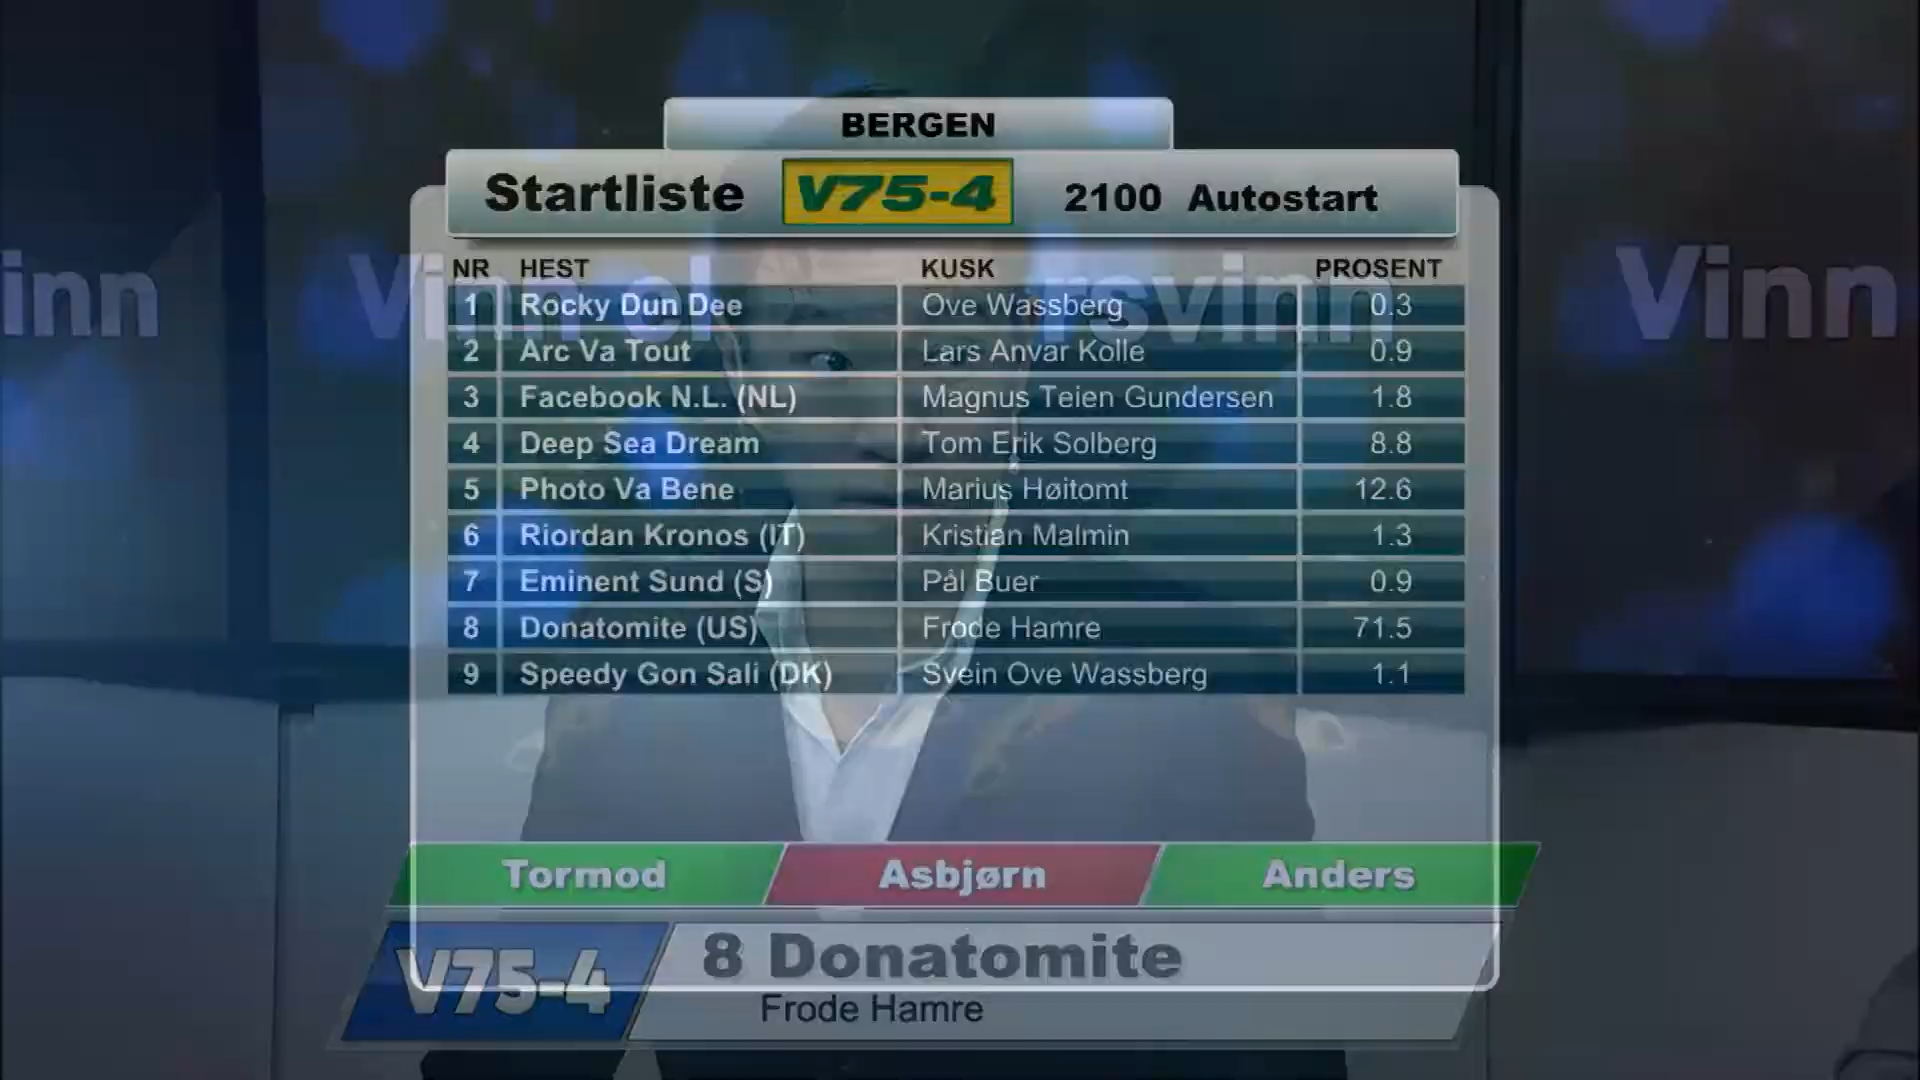 BERGEN
Startliste V75-4 2100 Autostart
NR HEST KUSK PROSENT
1 Rocky Dun Dee Ove Wassberg 0.3
2 Arc Va Tout Lars Anvar Kolle 0.9
3 Facebook N.L. (NL) Magnus Teien Gundersen 1.8
4 Deep Sea Dream Tom Erik Solberg 8.8
5 Photo Va Bene Marius Høitomt 12.6
6 Riordan Kronos (IT) Kristian Malmin 1.3
7 Eminent Sund (S) Pål Buer 0.9
8 Donatomite (US) Frode Hamre 71.5
9 Speedy Gon Sali (DK) Svein Ove Wassberg 1.1
inn Vinn Vinn
Tormod Asbjørn Anders
V75-4 8 Donatomite
Frode Hamre